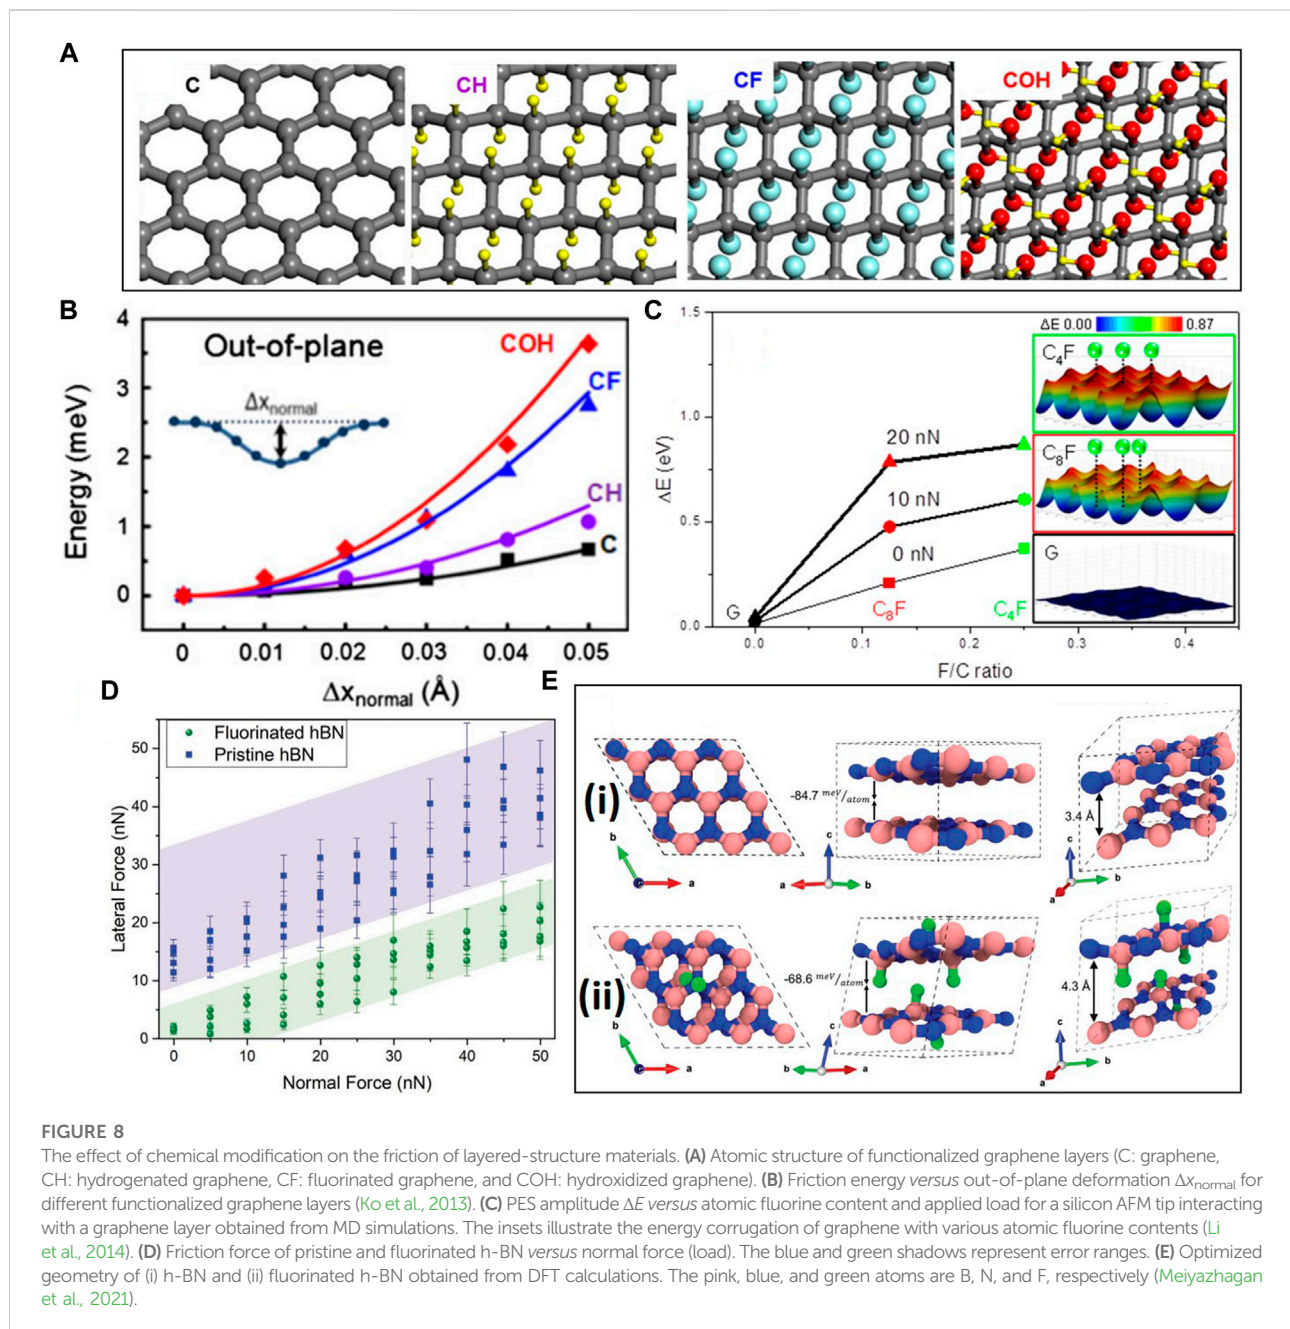 A
C
CH
CF
COH
B
Out-of-plane
Δx normal
COH
CF
CH
C
Energy (meV)
4
3
2
1
0
0 0.01 0.02 0.03 0.04 0.05
Δx normal (Å)
C
ΔE 0.00 0.87
C4F
C8F
G
20 nN
10 nN
0 nN
G
C8F
C4F
ΔE (eV)
1.5
1.0
0.5
0.0
0.0 0.1 0.2 0.3 0.4
F/C ratio
D
Fluorinated hBN
Pristine hBN
Lateral Force (nN)
50
40
30
20
10
0
0 10 20 30 40 50
Normal Force (nN)
E
(i)
-84.7 meV/atom
3.4 Å
b
a
c
a
b
c
a
b
(ii)
-68.6 meV/atom
4.3 Å
b
a
c
b
a
c
a
b
FIGURE 8
The effect of chemical modification on the friction of layered-structure materials. (A) Atomic structure of functionalized graphene layers (C: graphene,
CH: hydrogenated graphene, CF: fluorinated graphene, and COH: hydroxidized graphene). (B) Friction energy versus out-of-plane deformation Δxnormal for
different functionalized graphene layers (Ko et al., 2013). (C) PES amplitude ΔE versus atomic fluorine content and applied load for a silicon AFM tip interacting
with a graphene layer obtained from MD simulations. The insets illustrate the energy corrugation of graphene with various atomic fluorine contents (Li
et al., 2014). (D) Friction force of pristine and fluorinated h-BN versus normal force (load). The blue and green shadows represent error ranges. (E) Optimized
geometry of (i) h-BN and (ii) fluorinated h-BN obtained from DFT calculations. The pink, blue, and green atoms are B, N, and F, respectively (Meiyazhagan
et al., 2021).